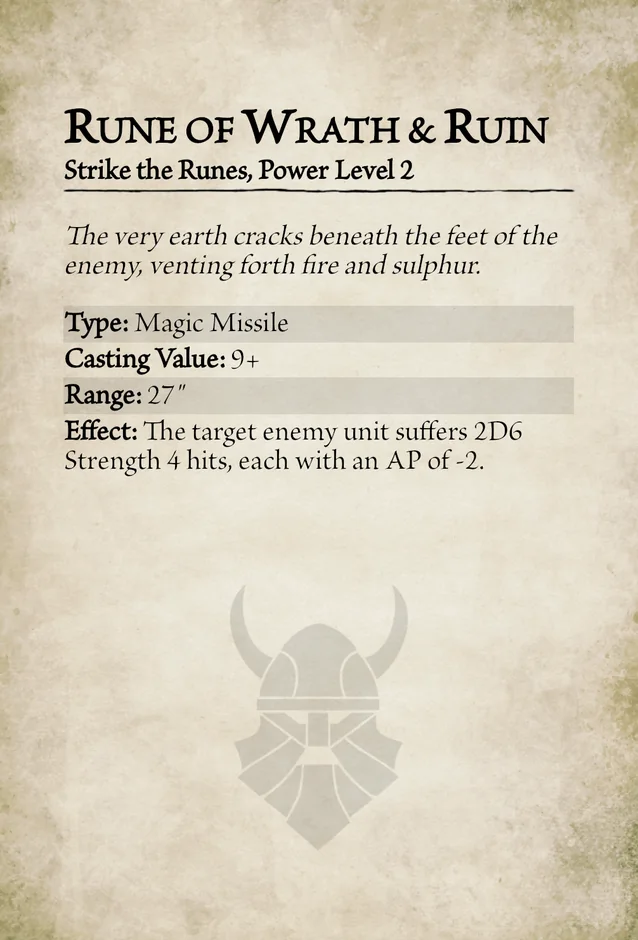 Rune of Wrath & Ruin
Strike the Runes, Power Level 2
The very earth cracks beneath the feet of the
enemy, venting forth fire and sulphur.
Type: Magic Missile
Casting Value: 9+
Range: 27"
Effect: The target enemy unit suffers 2D6
Strength 4 hits, each with an AP of -2.